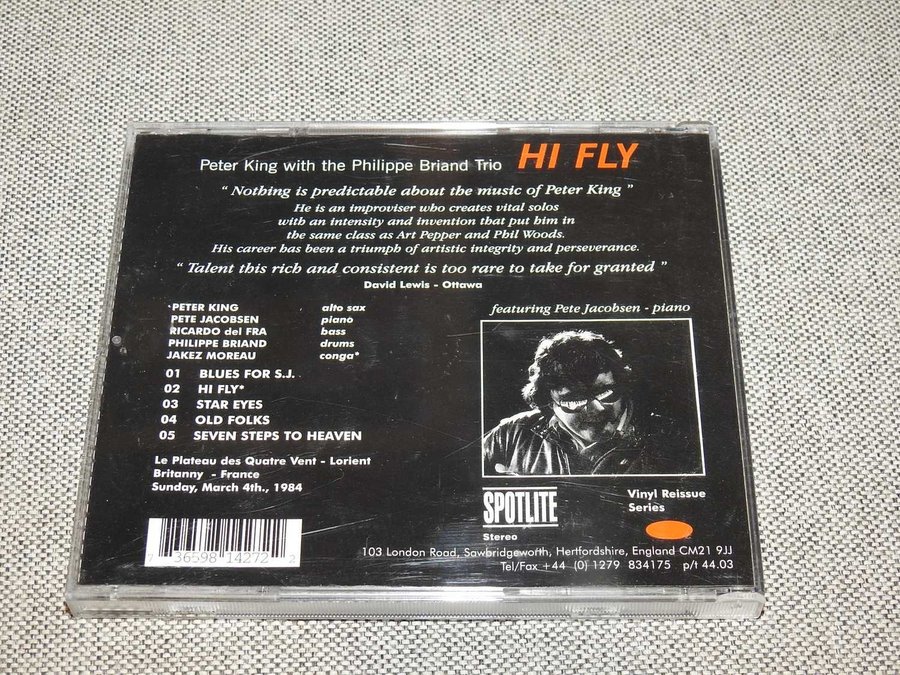 Peter King with the Philippe Briand Trio HI FLY
" Nothing is predictable about the music of Peter King "
He is an improviser who creates vital solos
with an intensity and invention that put him in
the same class as Art Pepper and Phil Woods.
His career has been a triumph of artistic integrity and perseverance.
" Talent this rich and consistent is too rare to take for granted "
David Lewis - Ottawa
PETER KING alto sax
PETE JACOBSEN piano
RICARDO del FRA bass
PHILIPPE BRIAND drums
JAKEZ MOREAU conga*
01 BLUES FOR S.J.
02 HI FLY*
03 STAR EYES
04 OLD FOLKS
05 SEVEN STEPS TO HEAVEN
Le Plateau des Quatre Vent - Lorient
Britanny - France
Sunday, March 4th., 1984
7 36598 14272 2
featuring Pete Jacobsen - piano
SPOTLITE
Stereo
Vinyl Reissue
Series
103 London Road, Sawbridgeworth, Hertfordshire, England CM21 9JJ
Tel/Fax +44 (0) 1279 834175 p/t 44.03